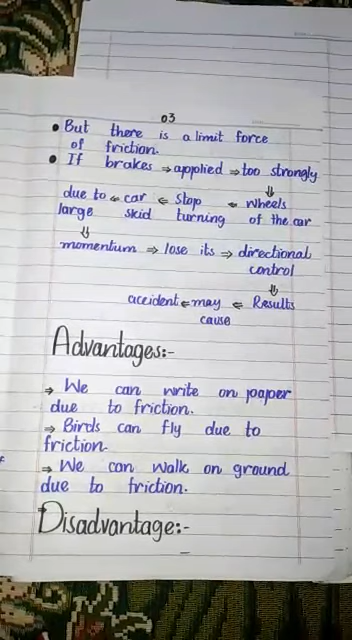 03
• But there is a limit force
of friction.
• If brakes → applied → too strongly
⇓
due to ← car ⇐ stop ← wheels
large skid turning of the car
⇓
momentum ⇒ lose its ⇒ directional
control
⇓
accident ⇐ may ⇐ Results
cause
Advantages:-
→ We can write on paper
due to friction.
→ Birds can fly due to
friction.
→ We can walk on ground
due to friction.
Disadvantage:-